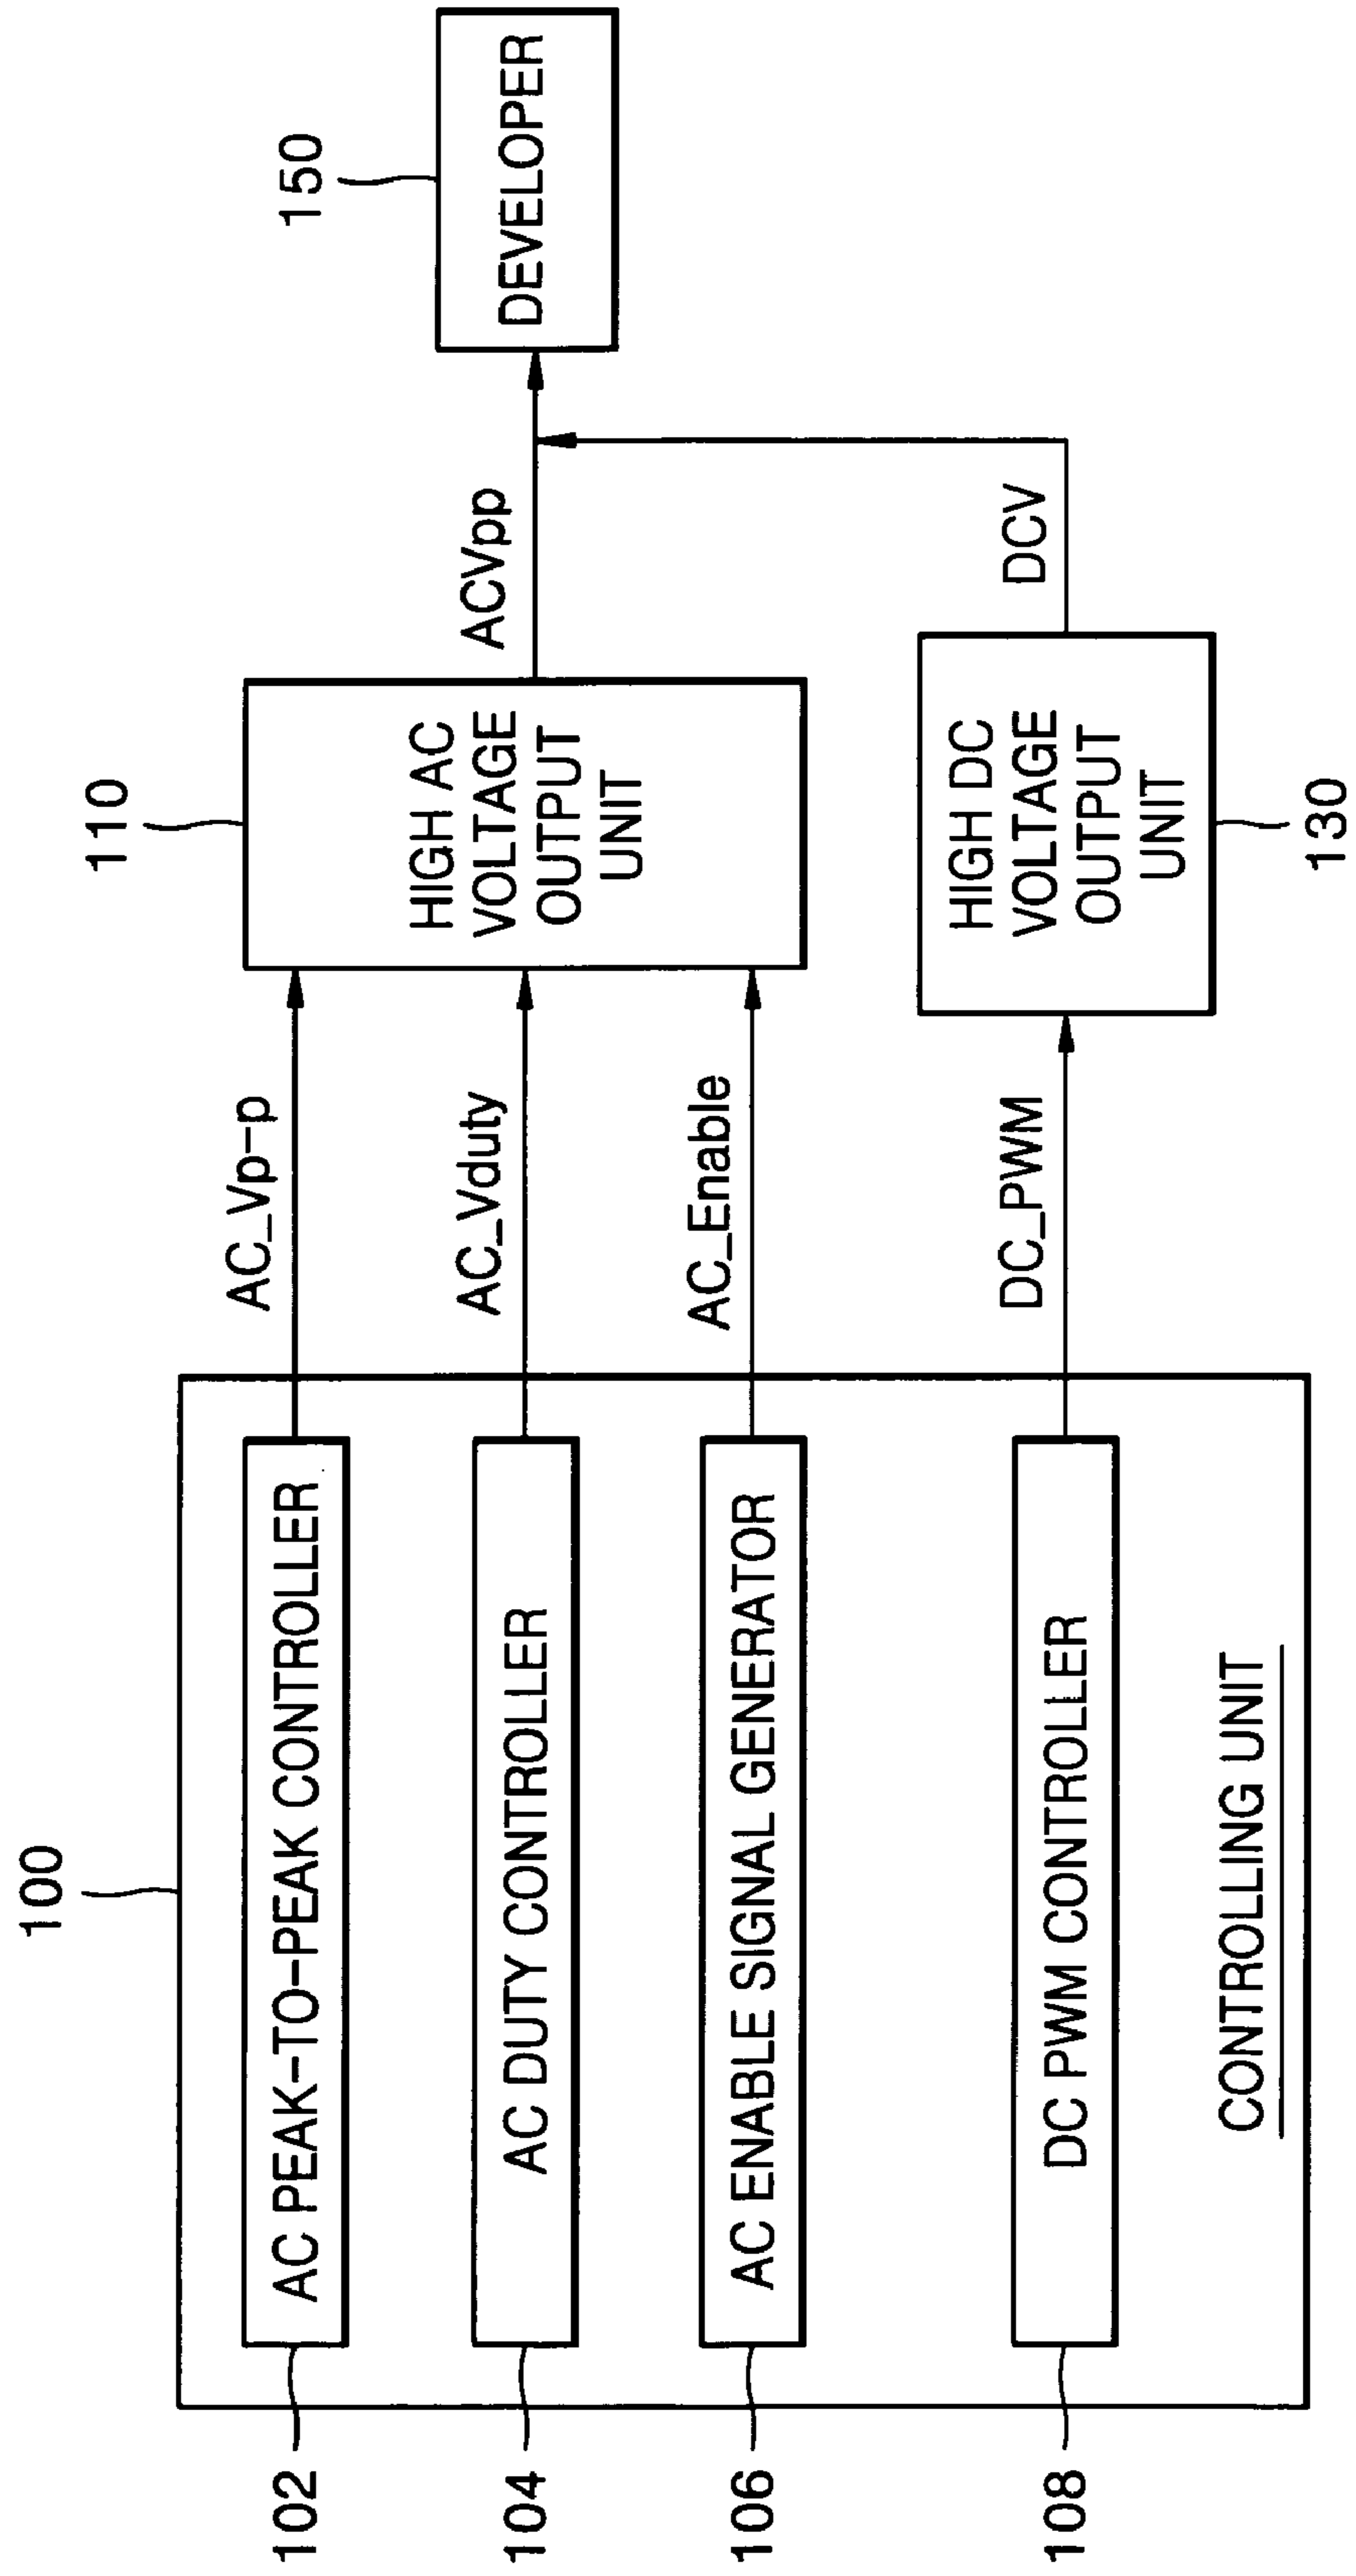 100
102
AC PEAK-TO-PEAK CONTROLLER
AC_Vp-p
104
AC DUTY CONTROLLER
AC_Vduty
106
AC ENABLE SIGNAL GENERATOR
AC_Enable
108
DC PWM CONTROLLER
DC_PWM
CONTROLLING UNIT
110
HIGH AC
VOLTAGE
OUTPUT
UNIT
ACVpp
HIGH DC
VOLTAGE
OUTPUT
UNIT
130
DCV
150
DEVELOPER